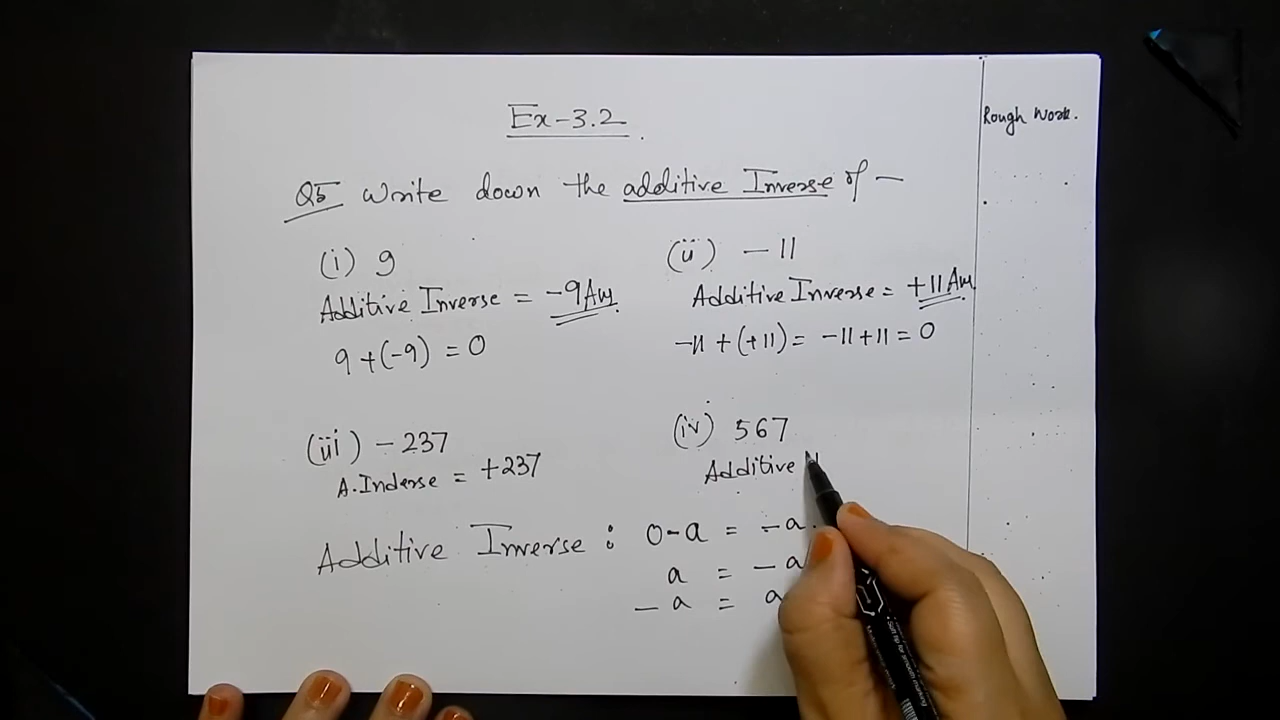 Ex-3.2
Rough Work.
Q5 Write down the additive Inverse of —
(i) 9
Additive Inverse = -9 Ans
9 + (-9) = 0
(ii) - 11
Additive Inverse = +11 Ans
-11 + (+11) = -11 + 11 = 0
(iii) - 237
A. Inderse = +237
(iv) 567
Additive
Additive Inverse : 0-a = -a.
a = -a
-a = a